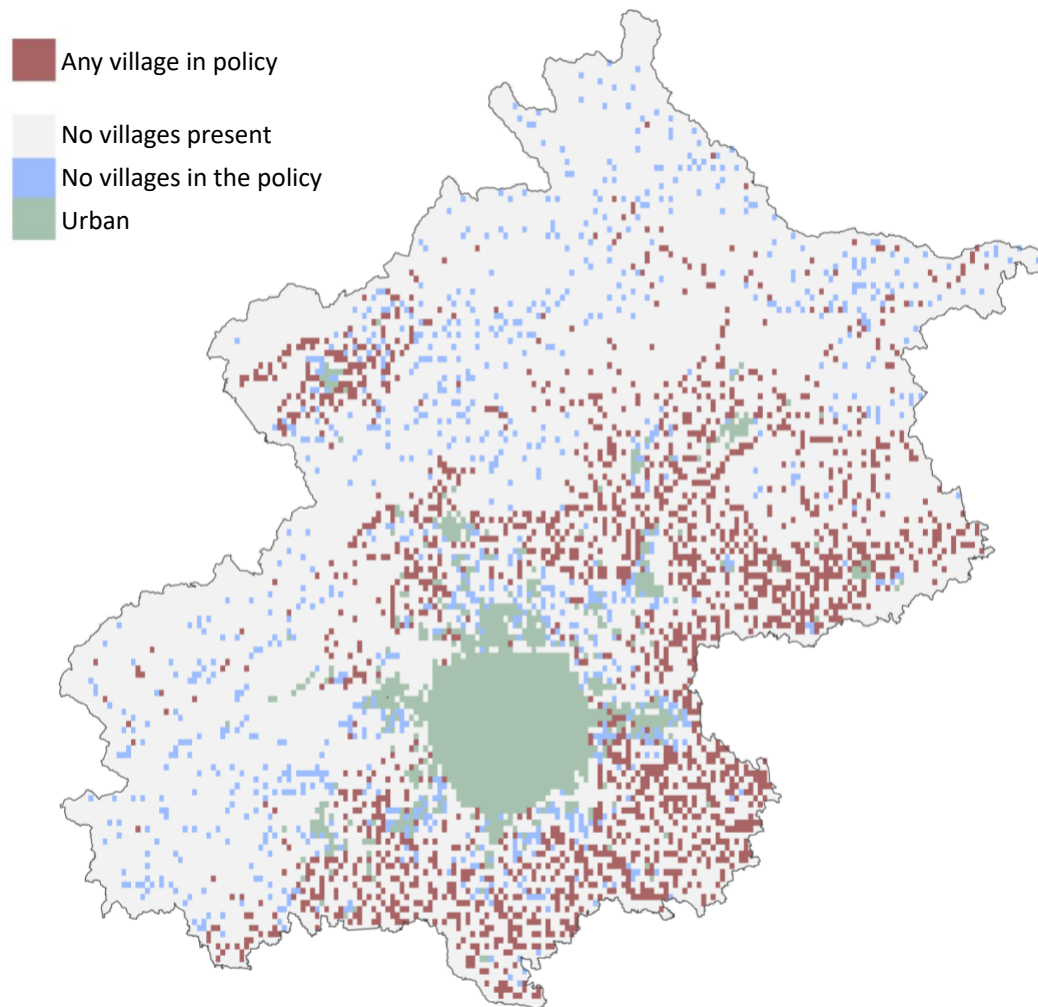 Any village in policy
No villages present
No villages in the policy
Urban